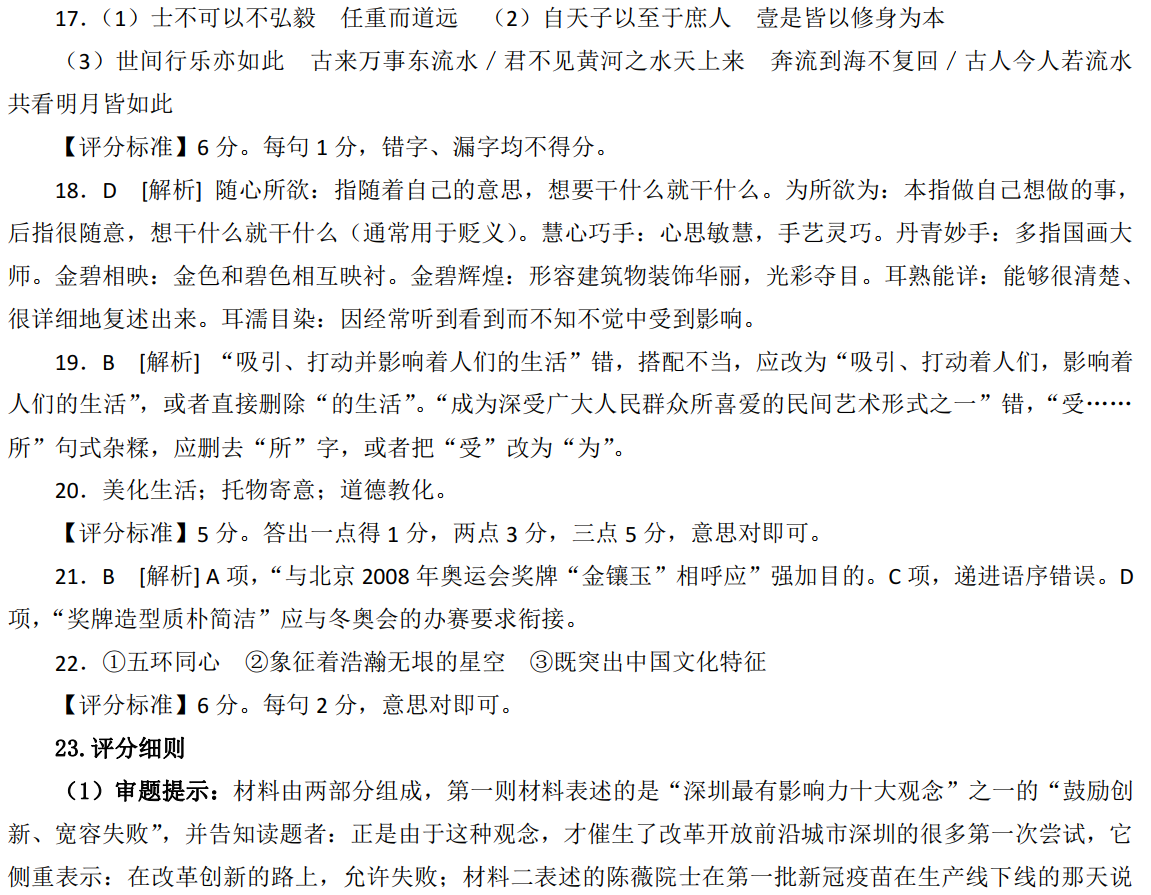 17.（1）士不可以不弘毅　任重而道远　（2）自天子以至于庶人　壹是皆以修身为本
（3）世间行乐亦如此　古来万事东流水 / 君不见黄河之水天上来　奔流到海不复回 / 古人今人若流水
共看明月皆如此
【评分标准】6 分。每句 1 分，错字、漏字均不得分。
18．D　[解析] 随心所欲：指随着自己的意思，想要干什么就干什么。为所欲为：本指做自己想做的事，
后指很随意，想干什么就干什么（通常用于贬义）。慧心巧手：心思敏慧，手艺灵巧。丹青妙手：多指国画大
师。金碧相映：金色和碧色相互映衬。金碧辉煌：形容建筑物装饰华丽，光彩夺目。耳熟能详：能够很清楚、
很详细地复述出来。耳濡目染：因经常听到看到而不知不觉中受到影响。
19．B　[解析] “吸引、打动并影响着人们的生活”错，搭配不当，应改为“吸引、打动着人们，影响着
人们的生活”，或者直接删除“的生活”。“成为深受广大人民群众所喜爱的民间艺术形式之一”错，“受……
所”句式杂糅，应删去“所”字，或者把“受”改为“为”。
20．美化生活；托物寄意；道德教化。
【评分标准】5 分。答出一点得 1 分，两点 3 分，三点 5 分，意思对即可。
21．B　[解析] A 项，“与北京 2008 年奥运会奖牌“金镶玉”相呼应”强加目的。C 项，递进语序错误。D
项，“奖牌造型质朴简洁”应与冬奥会的办赛要求衔接。
22．①五环同心　②象征着浩瀚无垠的星空　③既突出中国文化特征
【评分标准】6 分。每句 2 分，意思对即可。
23.评分细则
（1）审题提示：材料由两部分组成，第一则材料表述的是“深圳最有影响力十大观念”之一的“鼓励创
新、宽容失败”，并告知读题者：正是由于这种观念，才催生了改革开放前沿城市深圳的很多第一次尝试，它
侧重表示：在改革创新的路上，允许失败；材料二表述的陈薇院士在第一批新冠疫苗在生产线下线的那天说